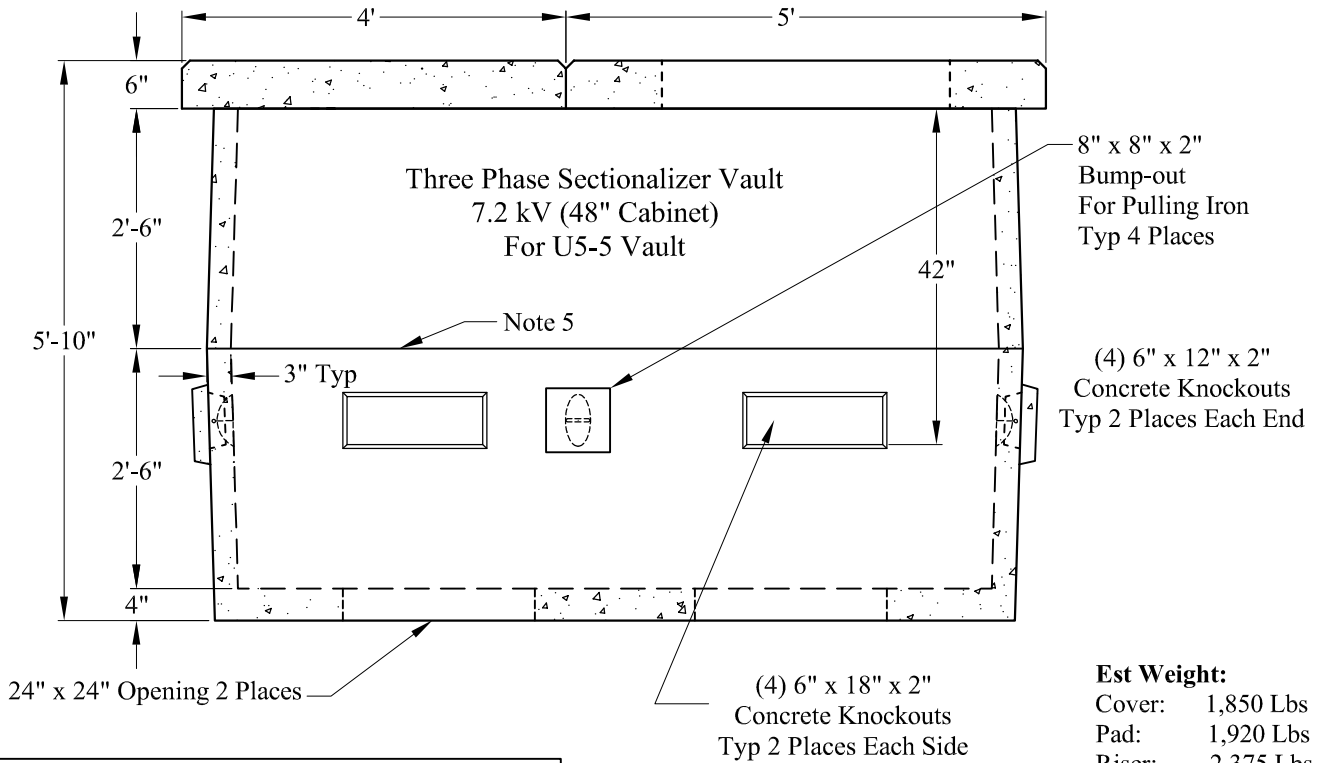 4'
5'
6"
2'-6"
5'-10"
Three Phase Sectionalizer Vault
7.2 kV (48" Cabinet)
For U5-5 Vault
8" x 8" x 2"
Bump-out
For Pulling Iron
Typ 4 Places
42"
Note 5
3" Typ
(4) 6" x 12" x 2"
Concrete Knockouts
Typ 2 Places Each End
2'-6"
4"
24" x 24" Opening 2 Places
(4) 6" x 18" x 2"
Concrete Knockouts
Typ 2 Places Each Side
Est Weight:
Cover: 1,850 Lbs
Pad: 1,920 Lbs
Riser: 2,375 Lbs